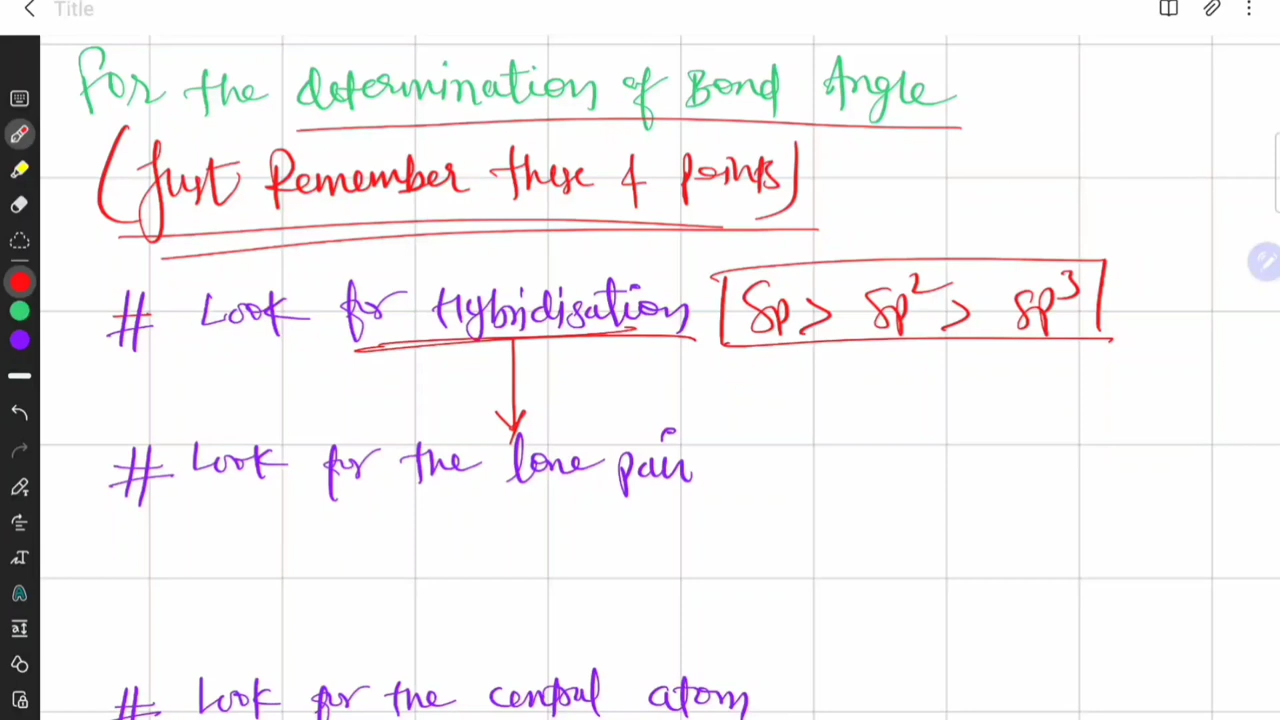 Title
For the determination of Bond Angle
(Just Remember these 4 points)
# Look for Hybridisation [Sp > Sp² > Sp³]
# Look for the lone pair
# Look for the central atom